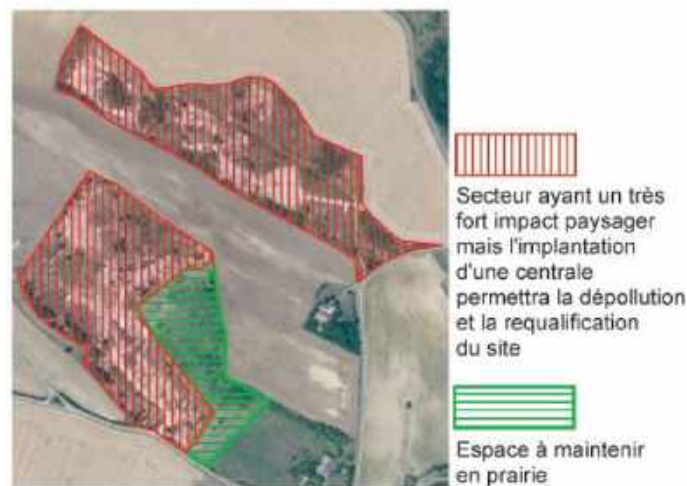 Secteur ayant un très
fort impact paysager
mais l'implantation
d'une centrale
permettra la dépollution
et la requalification
du site
Espace à maintenir
en prairie